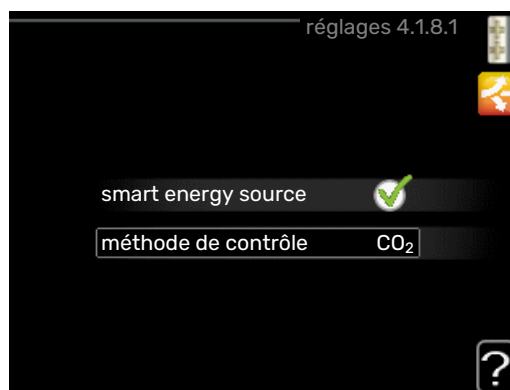 réglages 4.1.8.1
smart energy source
méthode de contrôle CO₂
?